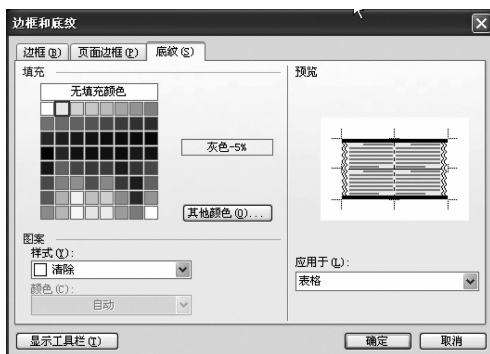 边框和底纹
边框(B) 页面边框(P) 底纹(S)
填充
无填充颜色
灰色-5%
其他颜色(O)...
图案
样式(Y):
清除
颜色(C):
自动
预览
应用于(L):
表格
显示工具栏(T) 确定 取消